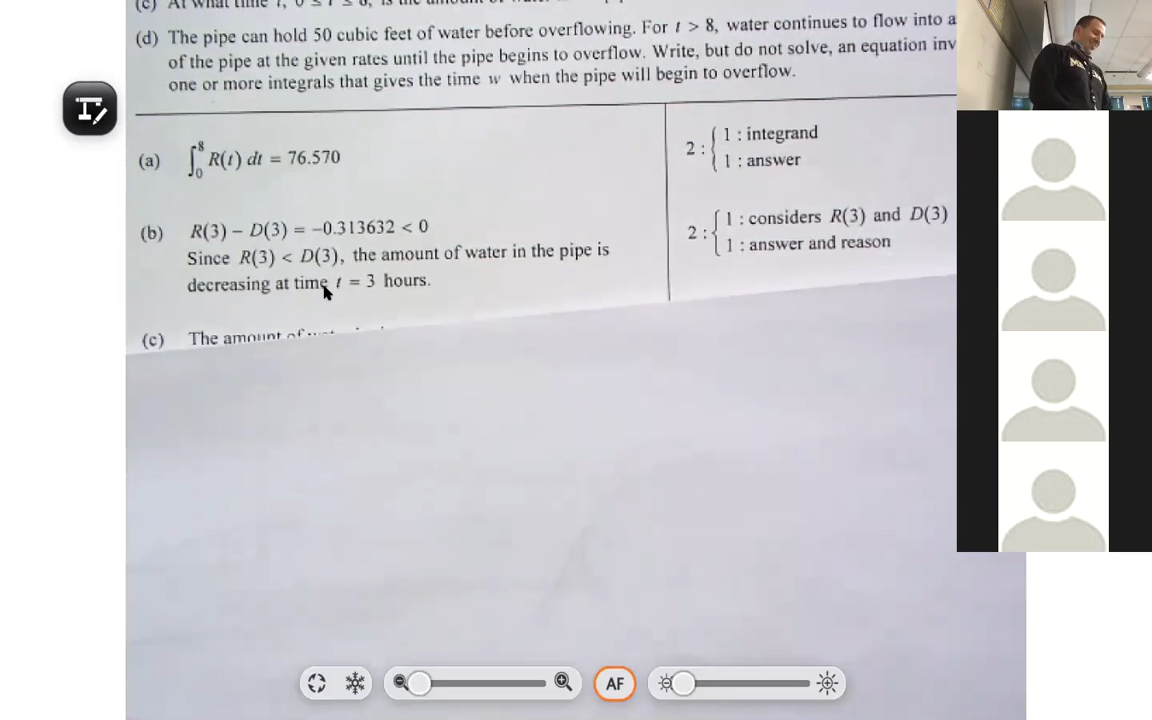 (d) The pipe can hold 50 cubic feet of water before overflowing. For t > 8, water continues to flow into a
of the pipe at the given rates until the pipe begins to overflow. Write, but do not solve, an equation inv
one or more integrals that gives the time w when the pipe will begin to overflow.
(a) ∫₀⁸ R(t) dt = 76.570
2 : { 1 : integrand
1 : answer
(b) R(3) − D(3) = −0.313632 < 0
Since R(3) < D(3), the amount of water in the pipe is
decreasing at time t = 3 hours.
2 : { 1 : considers R(3) and D(3)
1 : answer and reason
(c) The amount of
AF